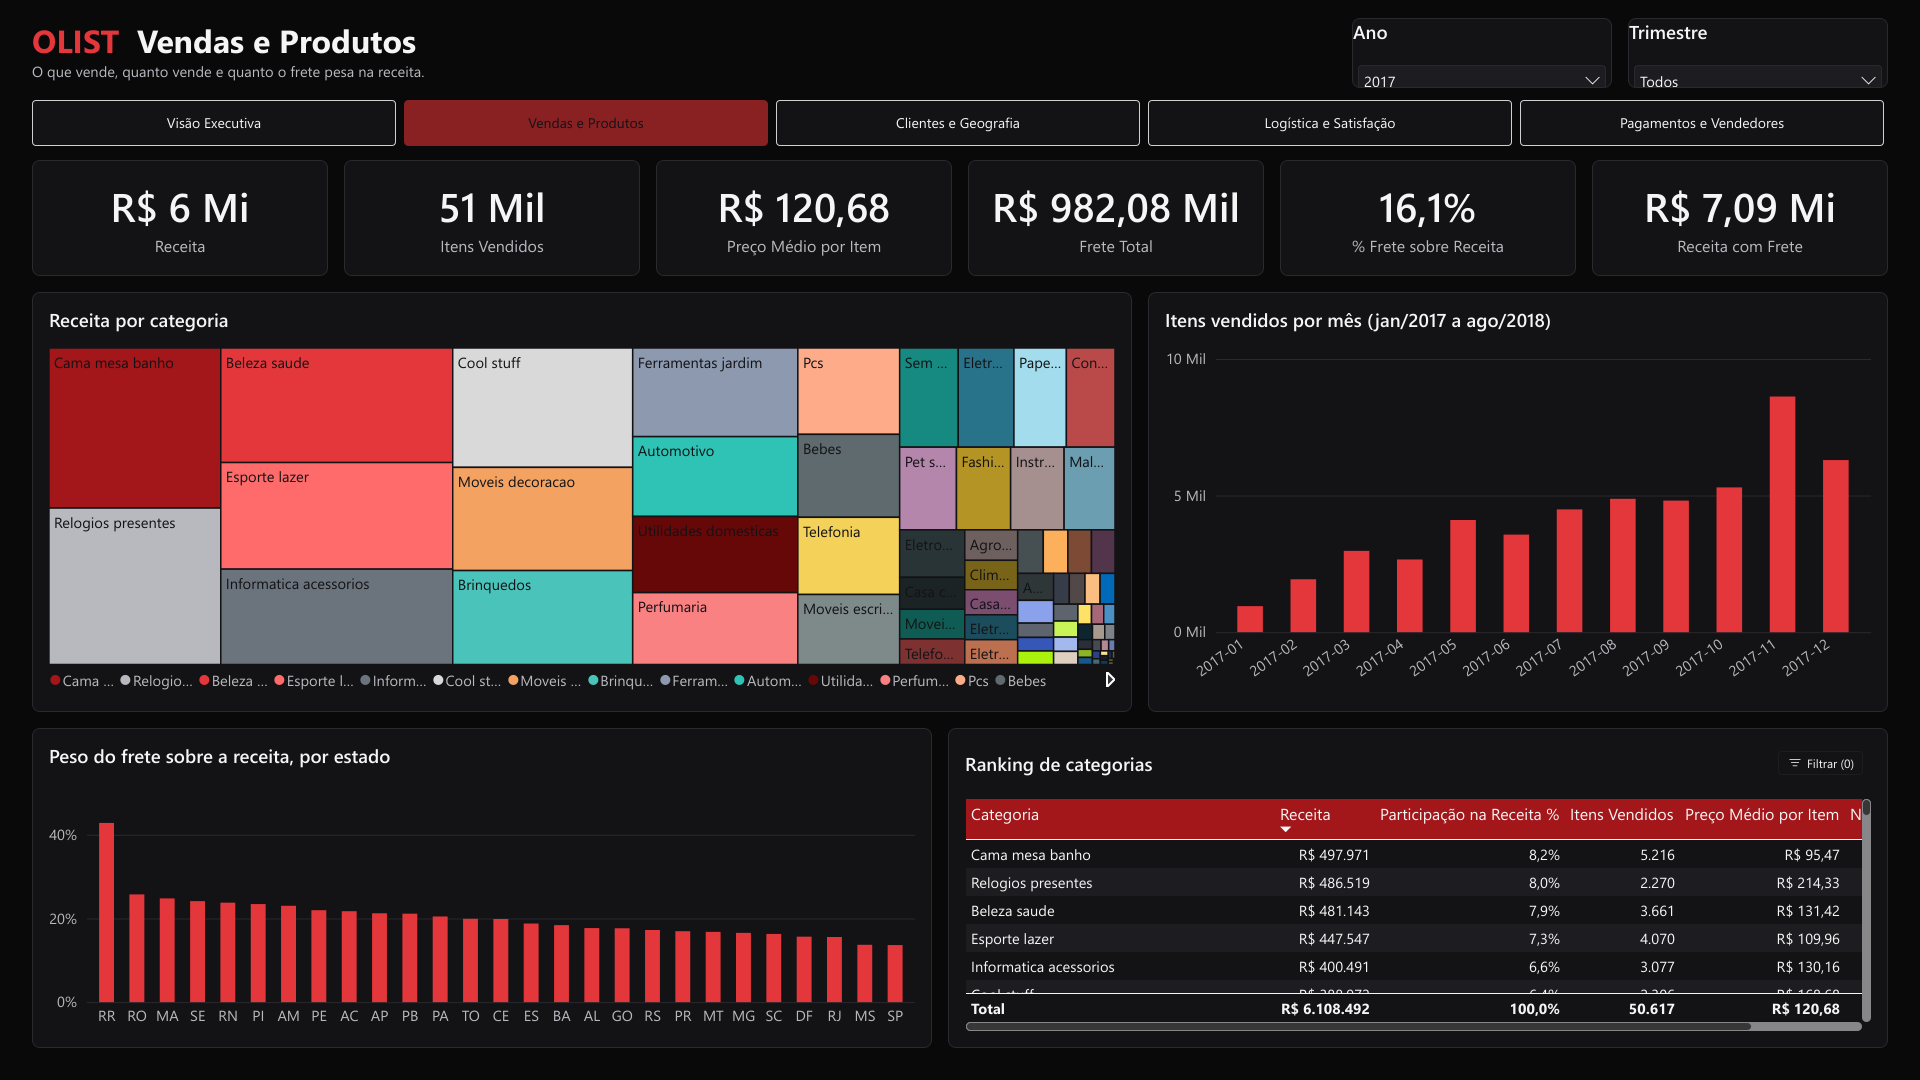 OLIST Vendas e Produtos
O que vende, quanto vende e quanto o frete pesa na receita.
Ano
2017
Trimestre
Todos
Visão Executiva
Vendas e Produtos
Clientes e Geografia
Logística e Satisfação
Pagamentos e Vendedores
R$ 6 Mi
Receita
51 Mil
Itens Vendidos
R$ 120,68
Preço Médio por Item
R$ 982,08 Mil
Frete Total
16,1%
% Frete sobre Receita
R$ 7,09 Mi
Receita com Frete
Receita por categoria
Cama mesa banho
Relogios presentes
Beleza saude
Esporte lazer
Informatica acessorios
Cool stuff
Moveis decoracao
Brinquedos
Ferramentas jardim
Automotivo
Utilidades domesticas
Perfumaria
Pcs
Bebes
Telefonia
Moveis escri...
Sem ...
Eletr...
Pape...
Con...
Pet s...
Fashi...
Instr...
Mal...
Eletro...
Casa c...
Movei...
Telefo...
Agro...
Clim...
Casa...
Eletr...
Eletr...
A...
Cama ... Relogio... Beleza ... Esporte l... Inform... Cool st... Moveis ... Brinqu... Ferram... Autom... Utilida... Perfum... Pcs Bebes
Itens vendidos por mês (jan/2017 a ago/2018)
10 Mil
5 Mil
0 Mil
2017-01 2017-02 2017-03 2017-04 2017-05 2017-06 2017-07 2017-08 2017-09 2017-10 2017-11 2017-12
Peso do frete sobre a receita, por estado
40%
20%
0%
RR RO MA SE RN PI AM PE AC AP PB PA TO CE ES BA AL GO RS PR MT MG SC DF RJ MS SP
Ranking de categorias
Filtrar (0)
Categoria Receita Participação na Receita % Itens Vendidos Preço Médio por Item N
Cama mesa banho R$ 497.971 8,2% 5.216 R$ 95,47
Relogios presentes R$ 486.519 8,0% 2.270 R$ 214,33
Beleza saude R$ 481.143 7,9% 3.661 R$ 131,42
Esporte lazer R$ 447.547 7,3% 4.070 R$ 109,96
Informatica acessorios R$ 400.491 6,6% 3.077 R$ 130,16
Cool stuff
Total R$ 6.108.492 100,0% 50.617 R$ 120,68